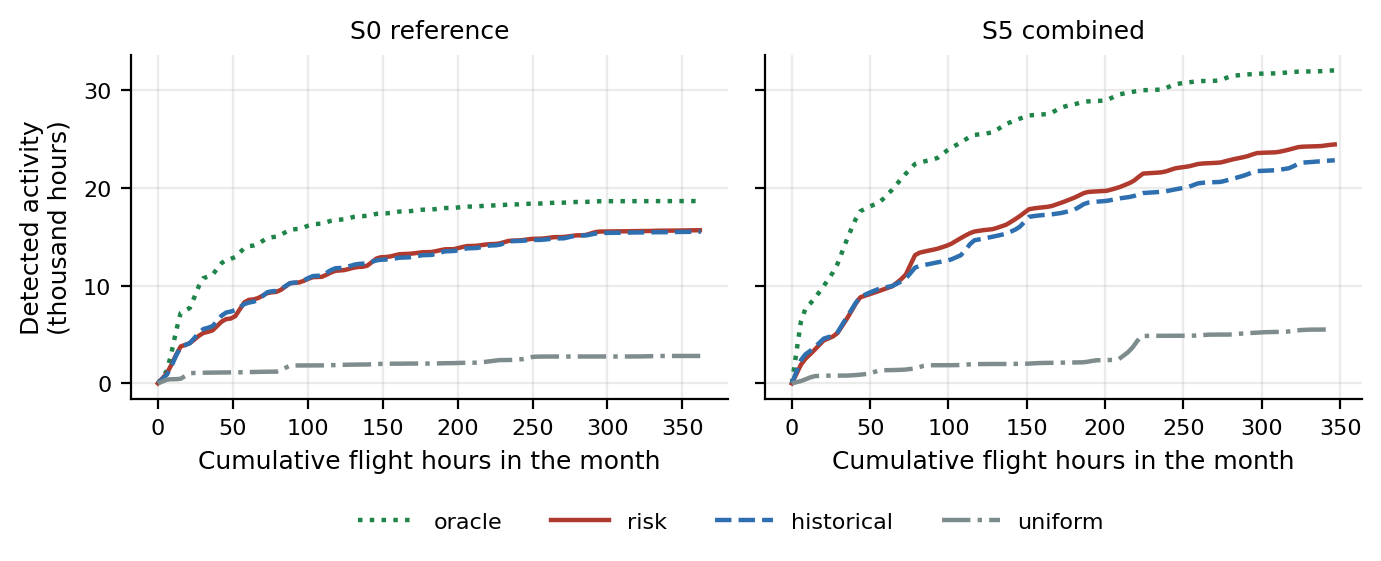 S0 reference
S5 combined
Detected activity
(thousand hours)
30
20
10
0
0 50 100 150 200 250 300 350
0 50 100 150 200 250 300 350
Cumulative flight hours in the month
Cumulative flight hours in the month
oracle risk historical uniform